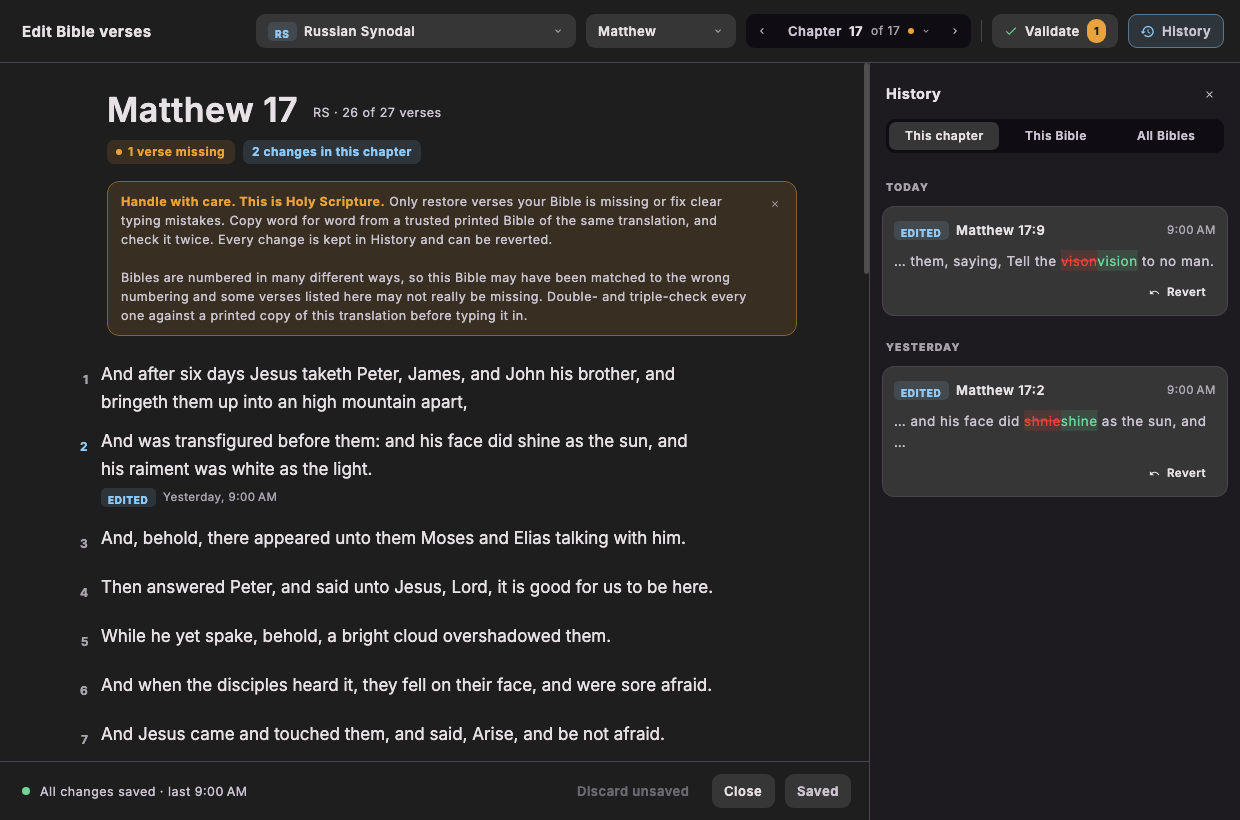 Edit Bible verses
RS Russian Synodal
Matthew
Chapter 17 of 17
Validate 1
History
Matthew 17 RS · 26 of 27 verses
1 verse missing
2 changes in this chapter
Handle with care. This is Holy Scripture. Only restore verses your Bible is missing or fix clear
typing mistakes. Copy word for word from a trusted printed Bible of the same translation, and
check it twice. Every change is kept in History and can be reverted.
Bibles are numbered in many different ways, so this Bible may have been matched to the wrong
numbering and some verses listed here may not really be missing. Double- and triple-check every
one against a printed copy of this translation before typing it in.
1 And after six days Jesus taketh Peter, James, and John his brother, and
bringeth them up into an high mountain apart,
2 And was transfigured before them: and his face did shine as the sun, and
his raiment was white as the light.
EDITED Yesterday, 9:00 AM
3 And, behold, there appeared unto them Moses and Elias talking with him.
4 Then answered Peter, and said unto Jesus, Lord, it is good for us to be here.
5 While he yet spake, behold, a bright cloud overshadowed them.
6 And when the disciples heard it, they fell on their face, and were sore afraid.
7 And Jesus came and touched them, and said, Arise, and be not afraid.
All changes saved · last 9:00 AM
Discard unsaved
Close
Saved
History
This chapter
This Bible
All Bibles
TODAY
EDITED Matthew 17:9 9:00 AM
... them, saying, Tell the visonvision to no man.
Revert
YESTERDAY
EDITED Matthew 17:2 9:00 AM
... and his face did shnieshine as the sun, and
...
Revert